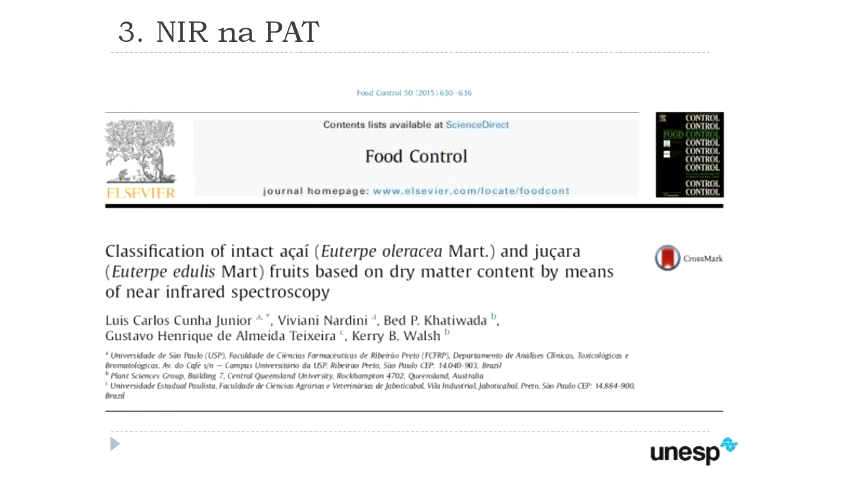 3. NIR na PAT
Food Control 50 (2015) 630-636
Contents lists available at ScienceDirect
Food Control
journal homepage: www.elsevier.com/locate/foodcont
ELSEVIER
CONTROL
CONTROL
FOOD CONTROL
CONTROL
CONTROL
CONTROL
CONTROL
CONTROL
CONTROL
Classification of intact açaí (Euterpe oleracea Mart.) and juçara
(Euterpe edulis Mart) fruits based on dry matter content by means
of near infrared spectroscopy
CrossMark
Luis Carlos Cunha Junior a, *, Viviani Nardini a, Bed P. Khatiwada b,
Gustavo Henrique de Almeida Teixeira c, Kerry B. Walsh b
a Universidade de São Paulo (USP), Faculdade de Ciências Farmacêuticas de Ribeirão Preto (FCFRP), Departamento de Análises Clínicas, Toxicológicas e
Bromatológicas, Av. do Café s/n – Campus Universitário da USP, Ribeirão Preto, São Paulo CEP: 14.040-903, Brazil
b Plant Sciences Group, Building 7, Central Queensland University, Rockhampton 4702, Queensland, Australia
c Universidade Estadual Paulista, Faculdade de Ciências Agrárias e Veterinárias de Jaboticabal, Vila Industrial, Jaboticabal, Preto, São Paulo CEP: 14.884-900,
Brazil
unesp